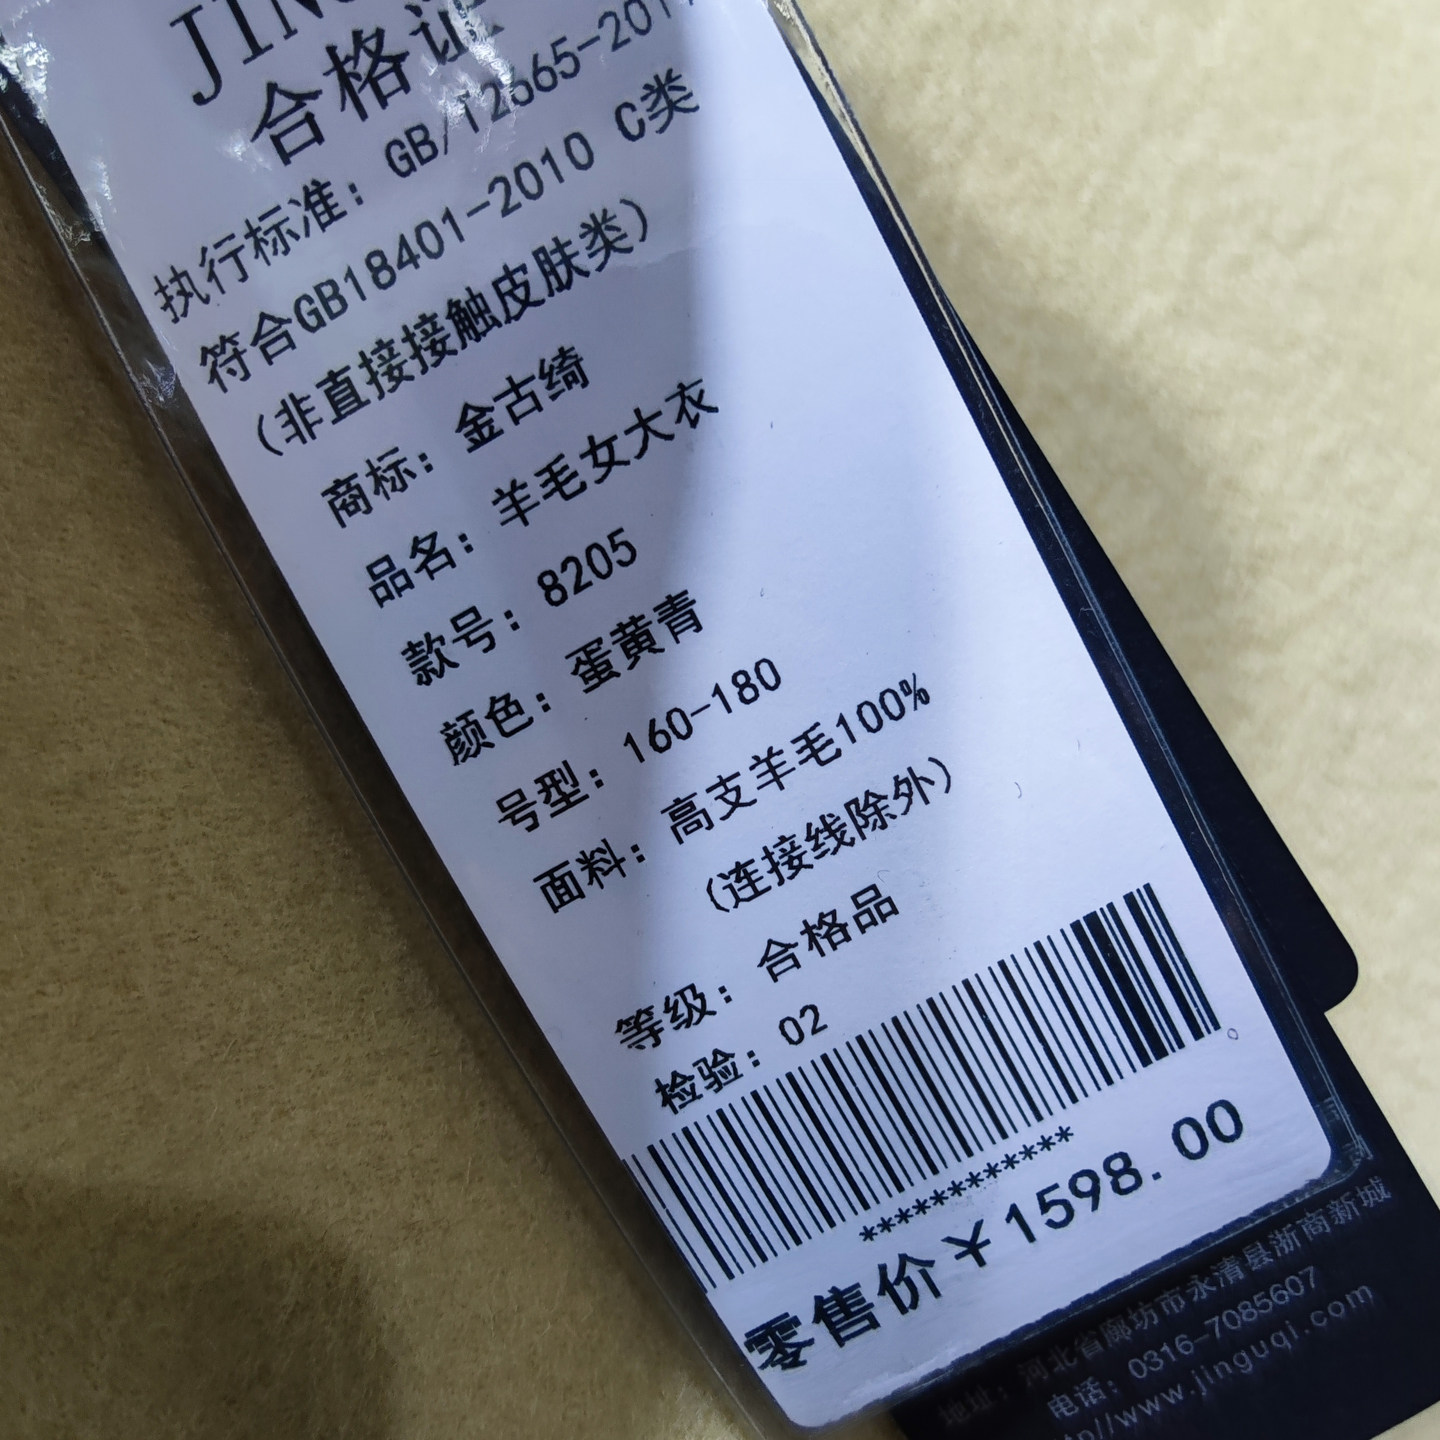 合格证
执行标准：GB/T2665-2017
符合GB18401-2010 C类
（非直接接触皮肤类）
商标：金古绮
品名：羊毛女大衣
款号：8205
颜色：蛋黄青
号型：160-180
面料：高支羊毛100%
（连接线除外）
等级：合格品
检验：02
************
零售价￥1598.00
地址：河北省廊坊市永清县浙商新城
电话：0316-7085607
www.jinguqi.com